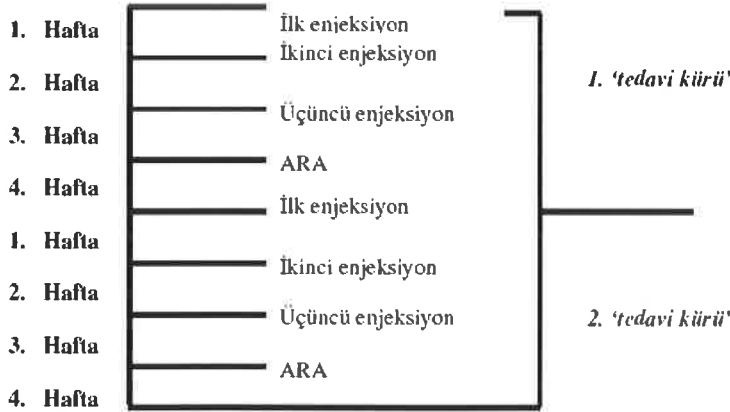 İlk enjeksiyon
1. Hafta
İkinci enjeksiyon
2. Hafta
1. ‘tedavi kürü’
Üçüncü enjeksiyon
3. Hafta
ARA
4. Hafta
İlk enjeksiyon
1. Hafta
İkinci enjeksiyon
2. Hafta
Üçüncü enjeksiyon
2. ‘tedavi kürü’
3. Hafta
ARA
4. Hafta